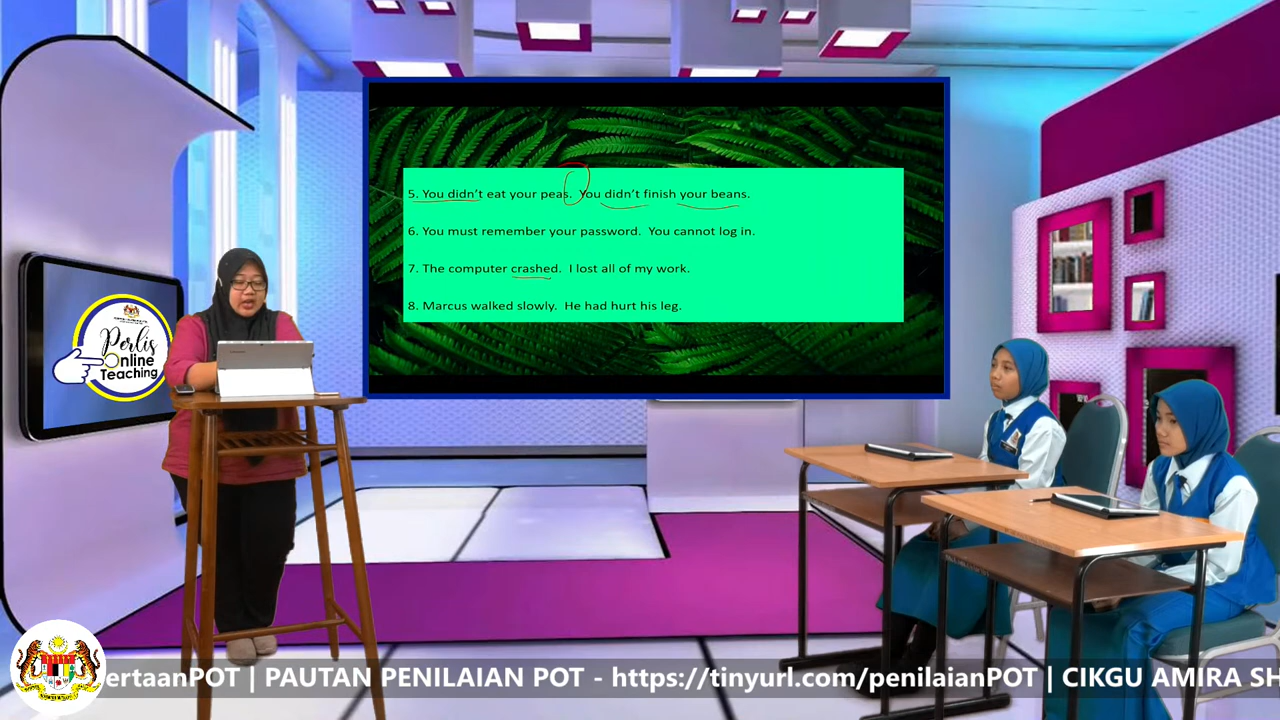 5. You didn't eat your peas.  You didn't finish your beans.
6. You must remember your password.  You cannot log in.
7. The computer crashed.  I lost all of my work.
8. Marcus walked slowly.  He had hurt his leg.
Perlis
Online
Teaching
ertaanPOT | PAUTAN PENILAIAN POT - https://tinyurl.com/penilaianPOT | CIKGU AMIRA SH